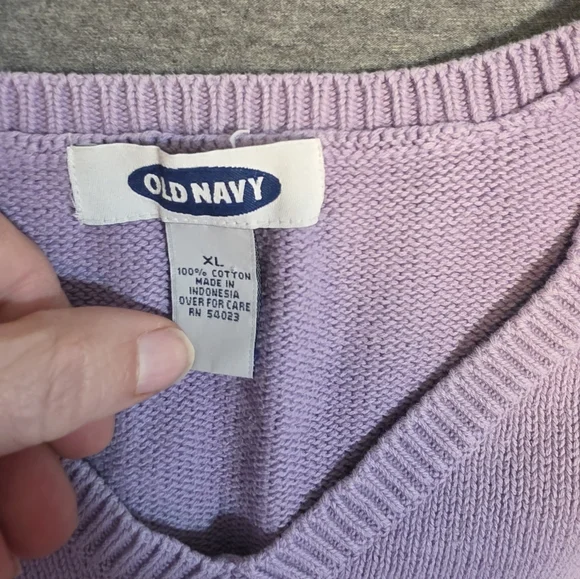 OLD NAVY
XL
100% COTTON
MADE IN
INDONESIA
OVER FOR CARE
RN 54023